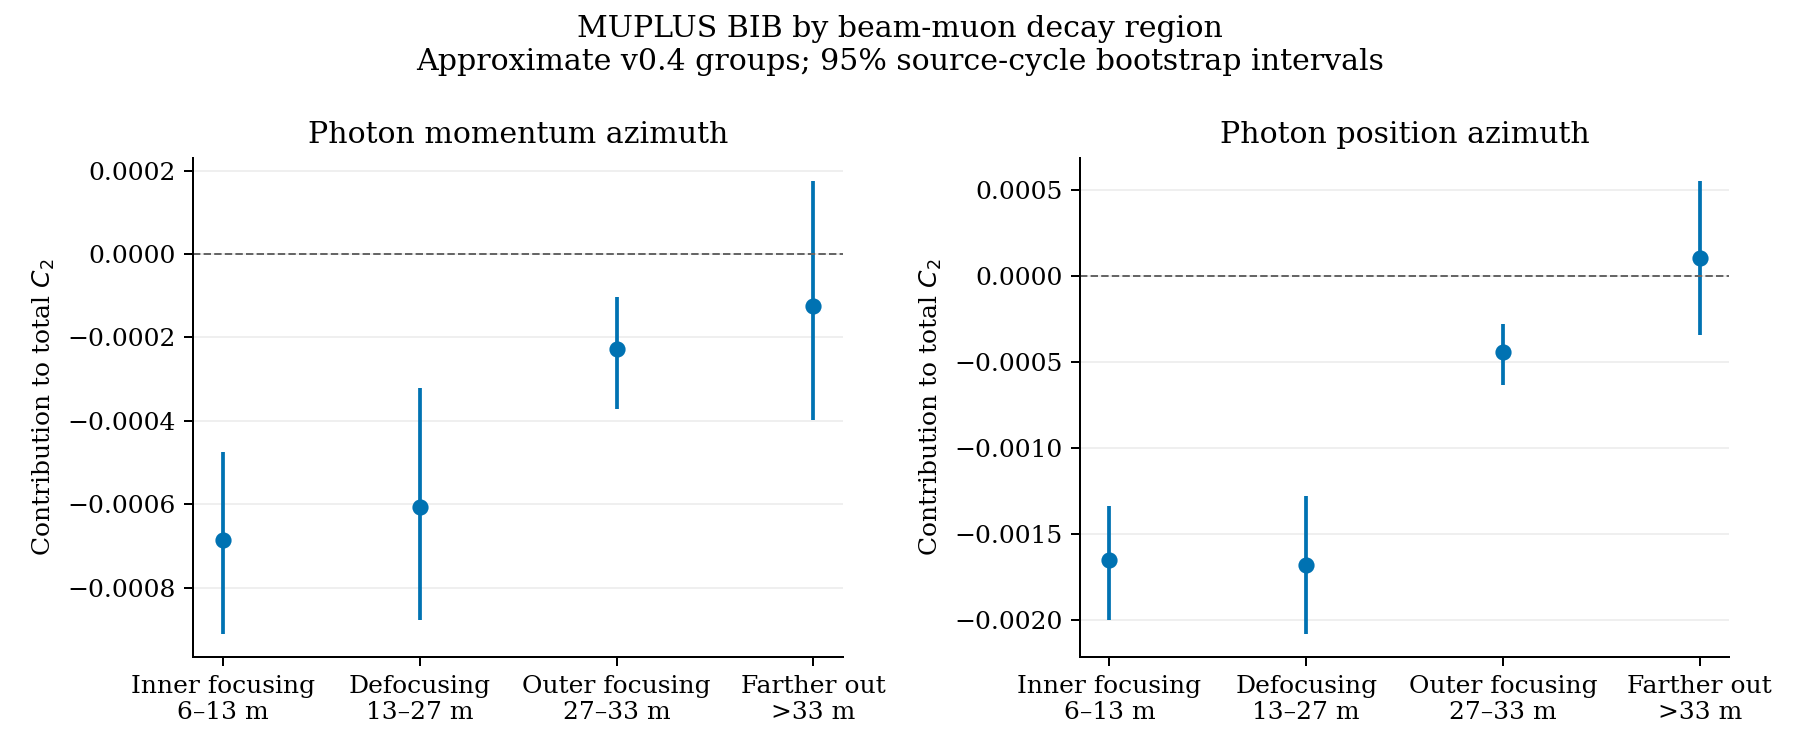 MUPLUS BIB by beam-muon decay region
Approximate v0.4 groups; 95% source-cycle bootstrap intervals
Photon momentum azimuth
Contribution to total C₂
0.0002
0.0000
−0.0002
−0.0004
−0.0006
−0.0008
Inner focusing
6–13 m
Defocusing
13–27 m
Outer focusing
27–33 m
Farther out
>33 m
Photon position azimuth
Contribution to total C₂
0.0005
0.0000
−0.0005
−0.0010
−0.0015
−0.0020
Inner focusing
6–13 m
Defocusing
13–27 m
Outer focusing
27–33 m
Farther out
>33 m